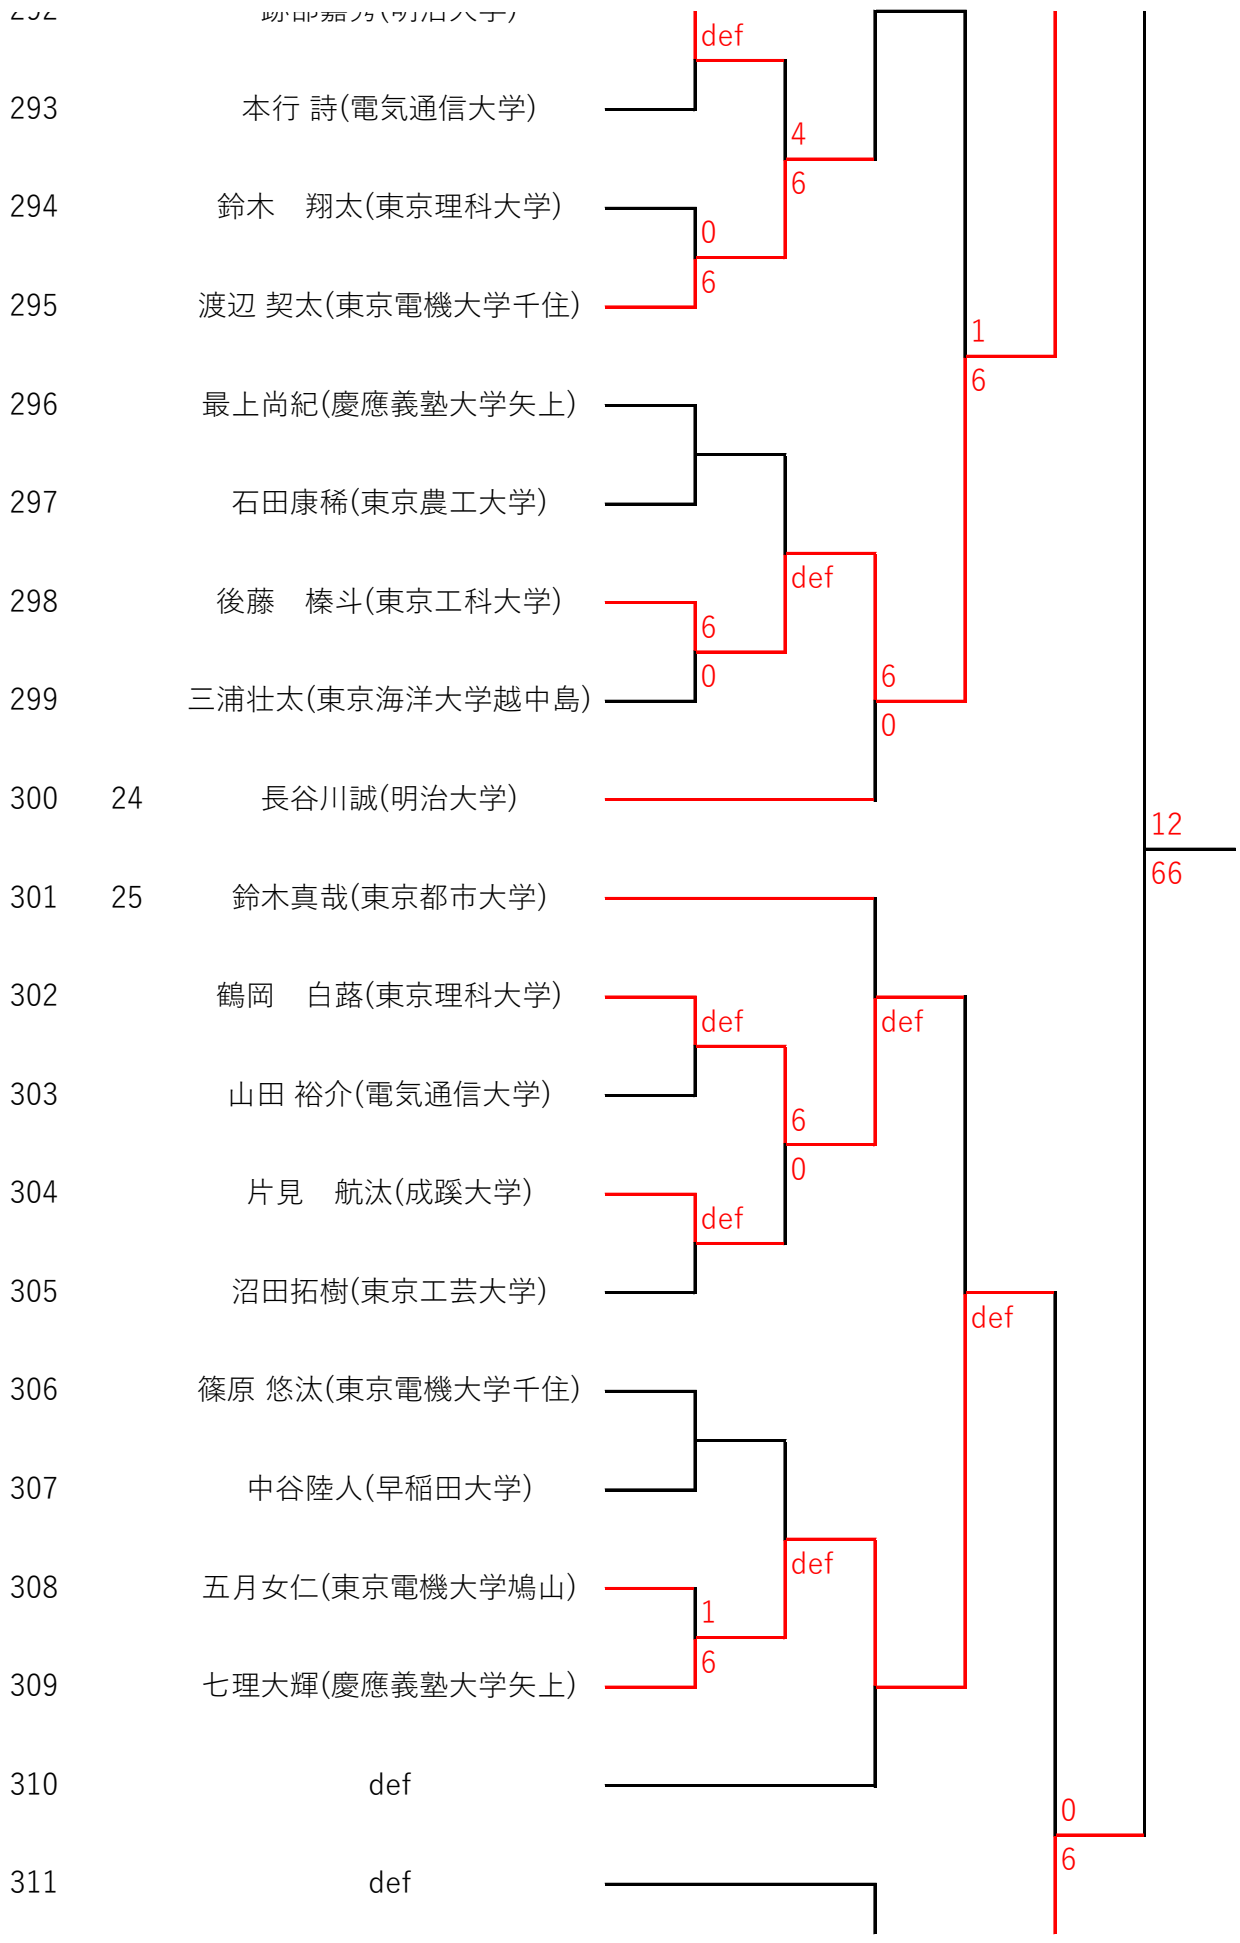 def
293 本行 詩(電気通信大学)
4
294 鈴木　翔太(東京理科大学) 6
0
6
295 渡辺 契太(東京電機大学千住)
1
6
296 最上尚紀(慶應義塾大学矢上)
297 石田康稀(東京農工大学)
def
298 後藤　榛斗(東京工科大学)
6
0 6
299 三浦壮太(東京海洋大学越中島)
0
300 24 長谷川誠(明治大学)
12
66
301 25 鈴木真哉(東京都市大学)
302 鶴岡　白蕗(東京理科大学)
def def
303 山田 裕介(電気通信大学)
6
0
304 片見　航汰(成蹊大学)
def
305 沼田拓樹(東京工芸大学)
def
306 篠原 悠汰(東京電機大学千住)
307 中谷陸人(早稲田大学)
def
308 五月女仁(東京電機大学鳩山)
1
6
309 七理大輝(慶應義塾大学矢上)
310 def
0
6
311 def